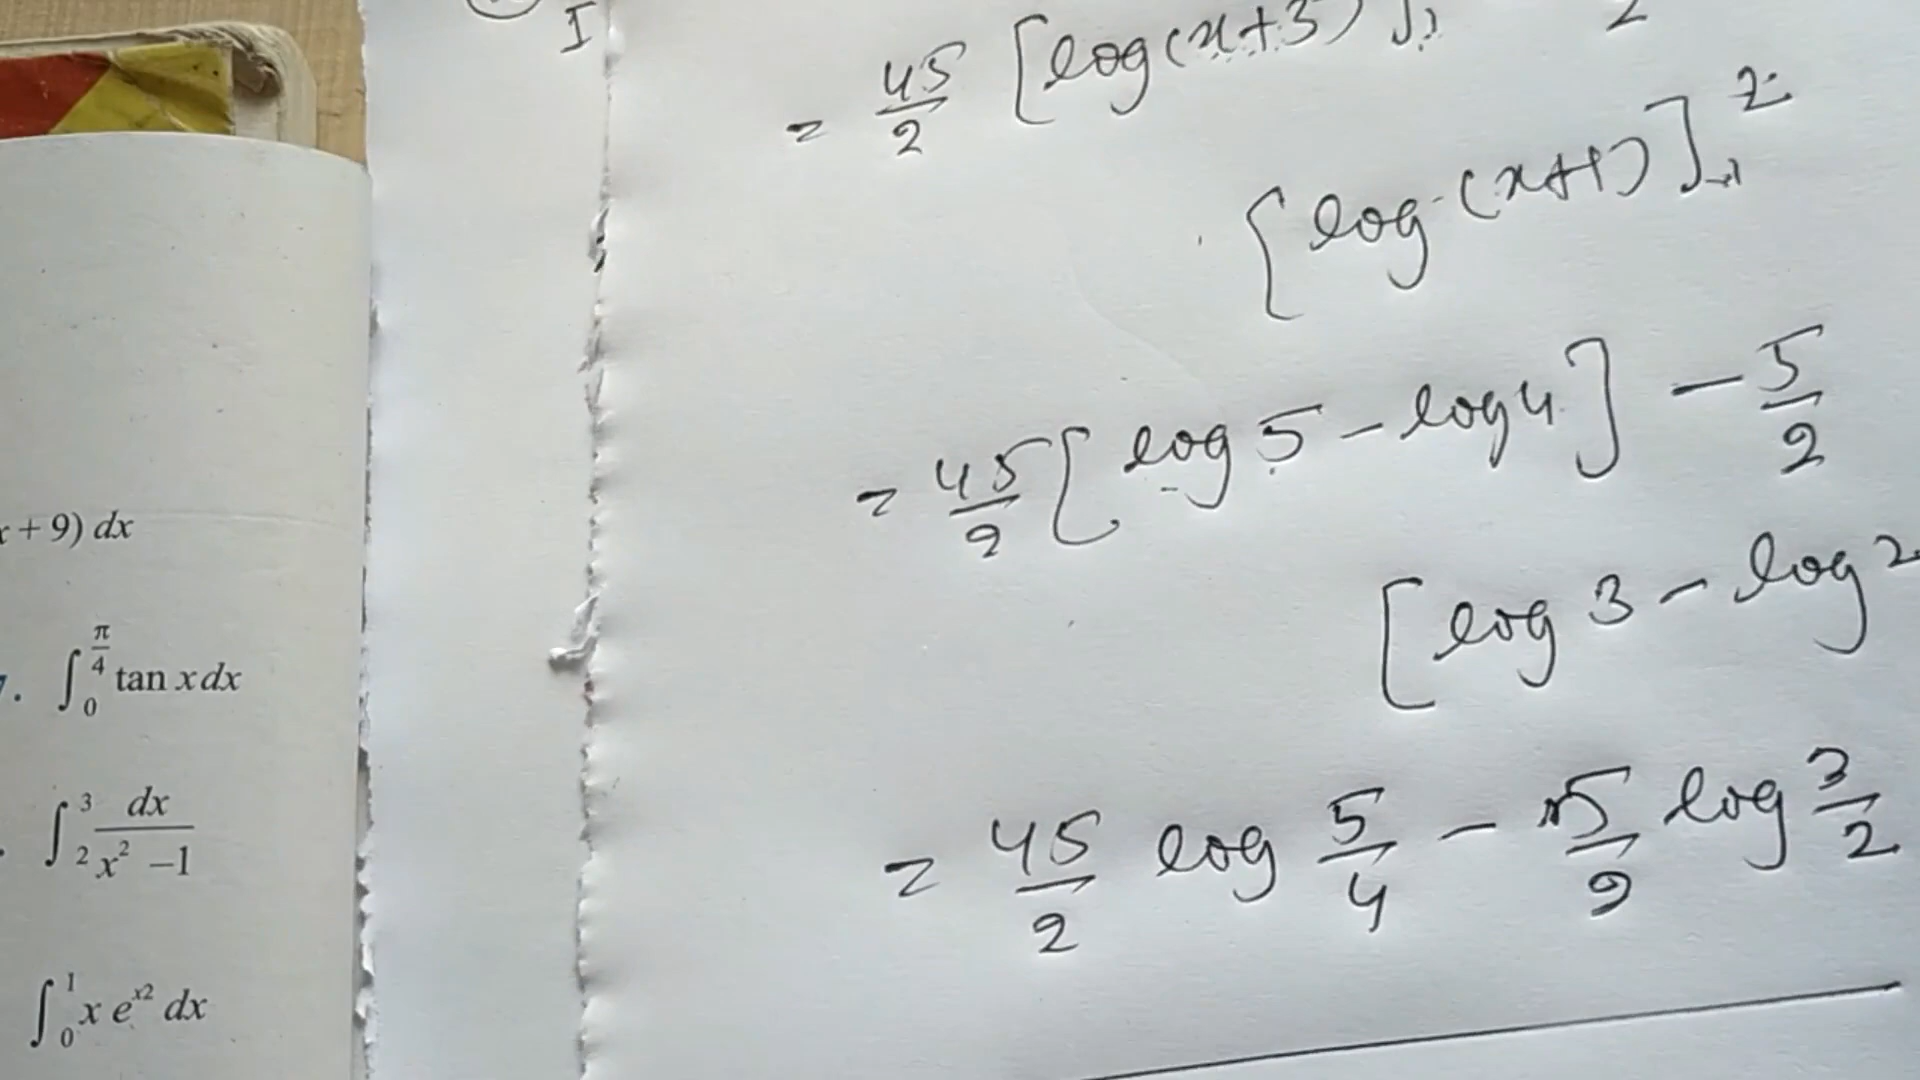 I
= 45/2 [log(x+3)]₁ 2
[log (x+1)]₁²
= 45/2 [log 5 - log 4] - 5/2
[log 3 - log 2
= 45/2 log 5/4 - 5/2 log 3/2
+ 9) dx
∫₀^(π/4) tan x dx
∫₂³ dx/(x² - 1)
∫₀¹ x e^(x2) dx